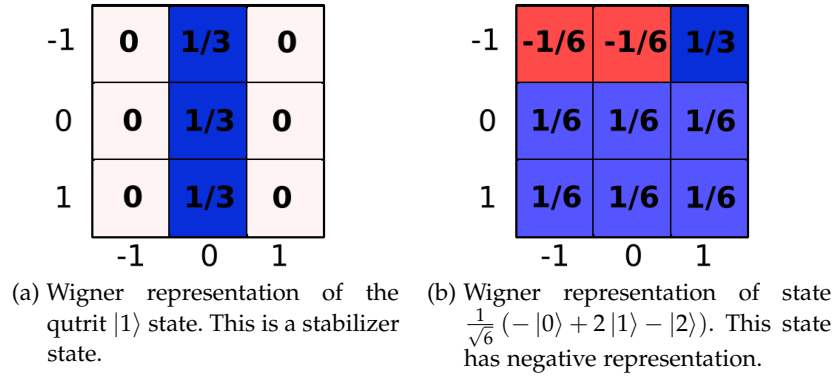 -1 0 1/3 0
0 0 1/3 0
1 0 1/3 0
-1 0 1
(a) Wigner representation of the
qutrit |1⟩ state. This is a stabilizer
state.
-1 -1/6 -1/6 1/3
0 1/6 1/6 1/6
1 1/6 1/6 1/6
-1 0 1
(b) Wigner representation of state
1/√6 (− |0⟩ + 2 |1⟩ − |2⟩). This state
has negative representation.